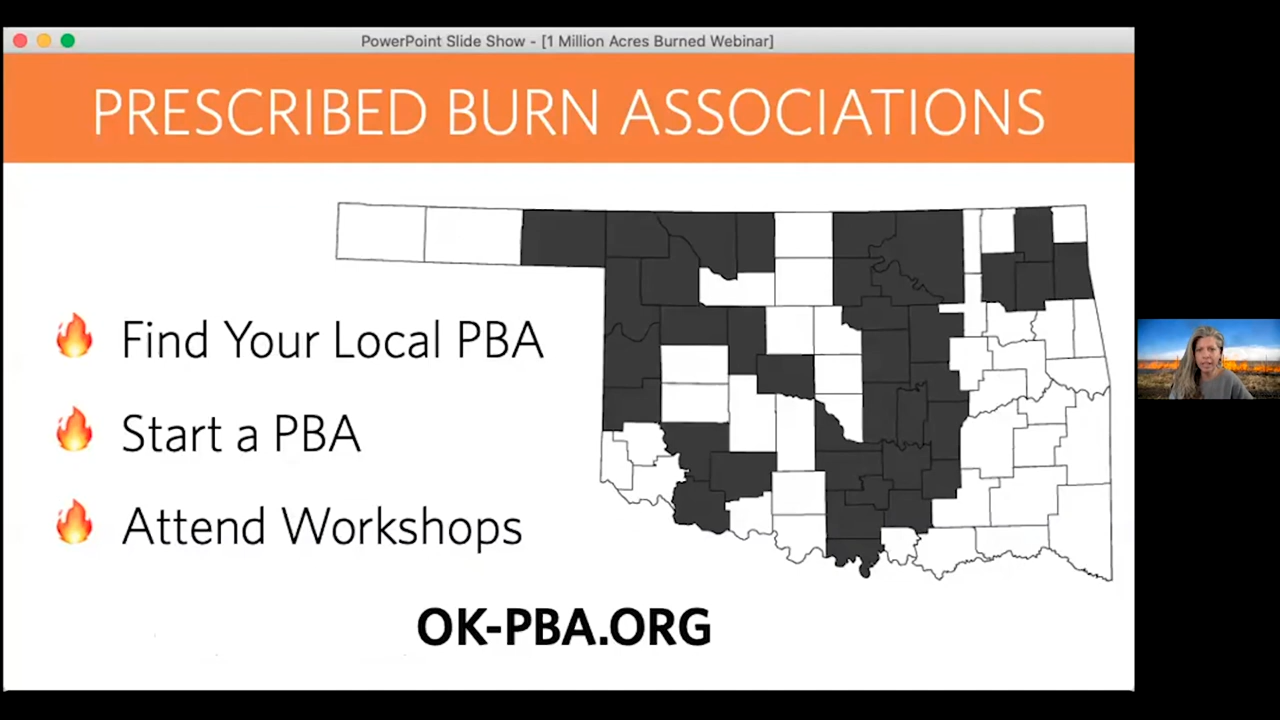 PowerPoint Slide Show - [1 Million Acres Burned Webinar]
PRESCRIBED BURN ASSOCIATIONS
Find Your Local PBA
Start a PBA
Attend Workshops
OK-PBA.ORG